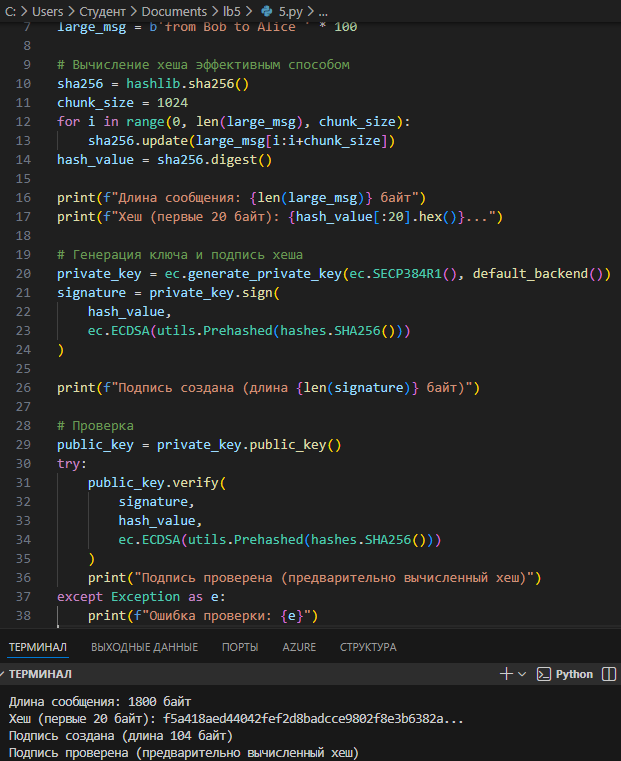 C: > Users > Студент > Documents > lb5 > 5.py > ...
7 large_msg = b'from Bob to Alice ' * 100
8
9 # Вычисление хеша эффективным способом
10 sha256 = hashlib.sha256()
11 chunk_size = 1024
12 for i in range(0, len(large_msg), chunk_size):
13     sha256.update(large_msg[i:i+chunk_size])
14 hash_value = sha256.digest()
15
16 print(f"Длина сообщения: {len(large_msg)} байт")
17 print(f"Хеш (первые 20 байт): {hash_value[:20].hex()}...")
18
19 # Генерация ключа и подпись хеша
20 private_key = ec.generate_private_key(ec.SECP384R1(), default_backend())
21 signature = private_key.sign(
22     hash_value,
23     ec.ECDSA(utils.Prehashed(hashes.SHA256()))
24 )
25
26 print(f"Подпись создана (длина {len(signature)} байт)")
27
28 # Проверка
29 public_key = private_key.public_key()
30 try:
31     public_key.verify(
32         signature,
33         hash_value,
34         ec.ECDSA(utils.Prehashed(hashes.SHA256()))
35     )
36     print("Подпись проверена (предварительно вычисленный хеш)")
37 except Exception as e:
38     print(f"Ошибка проверки: {e}")
ТЕРМИНАЛ ВЫХОДНЫЕ ДАННЫЕ ПОРТЫ AZURE СТРУКТУРА
ТЕРМИНАЛ Python
Длина сообщения: 1800 байт
Хеш (первые 20 байт): f5a418aed44042fef2d8badcce9802f8e3b6382a...
Подпись создана (длина 104 байт)
Подпись проверена (предварительно вычисленный хеш)